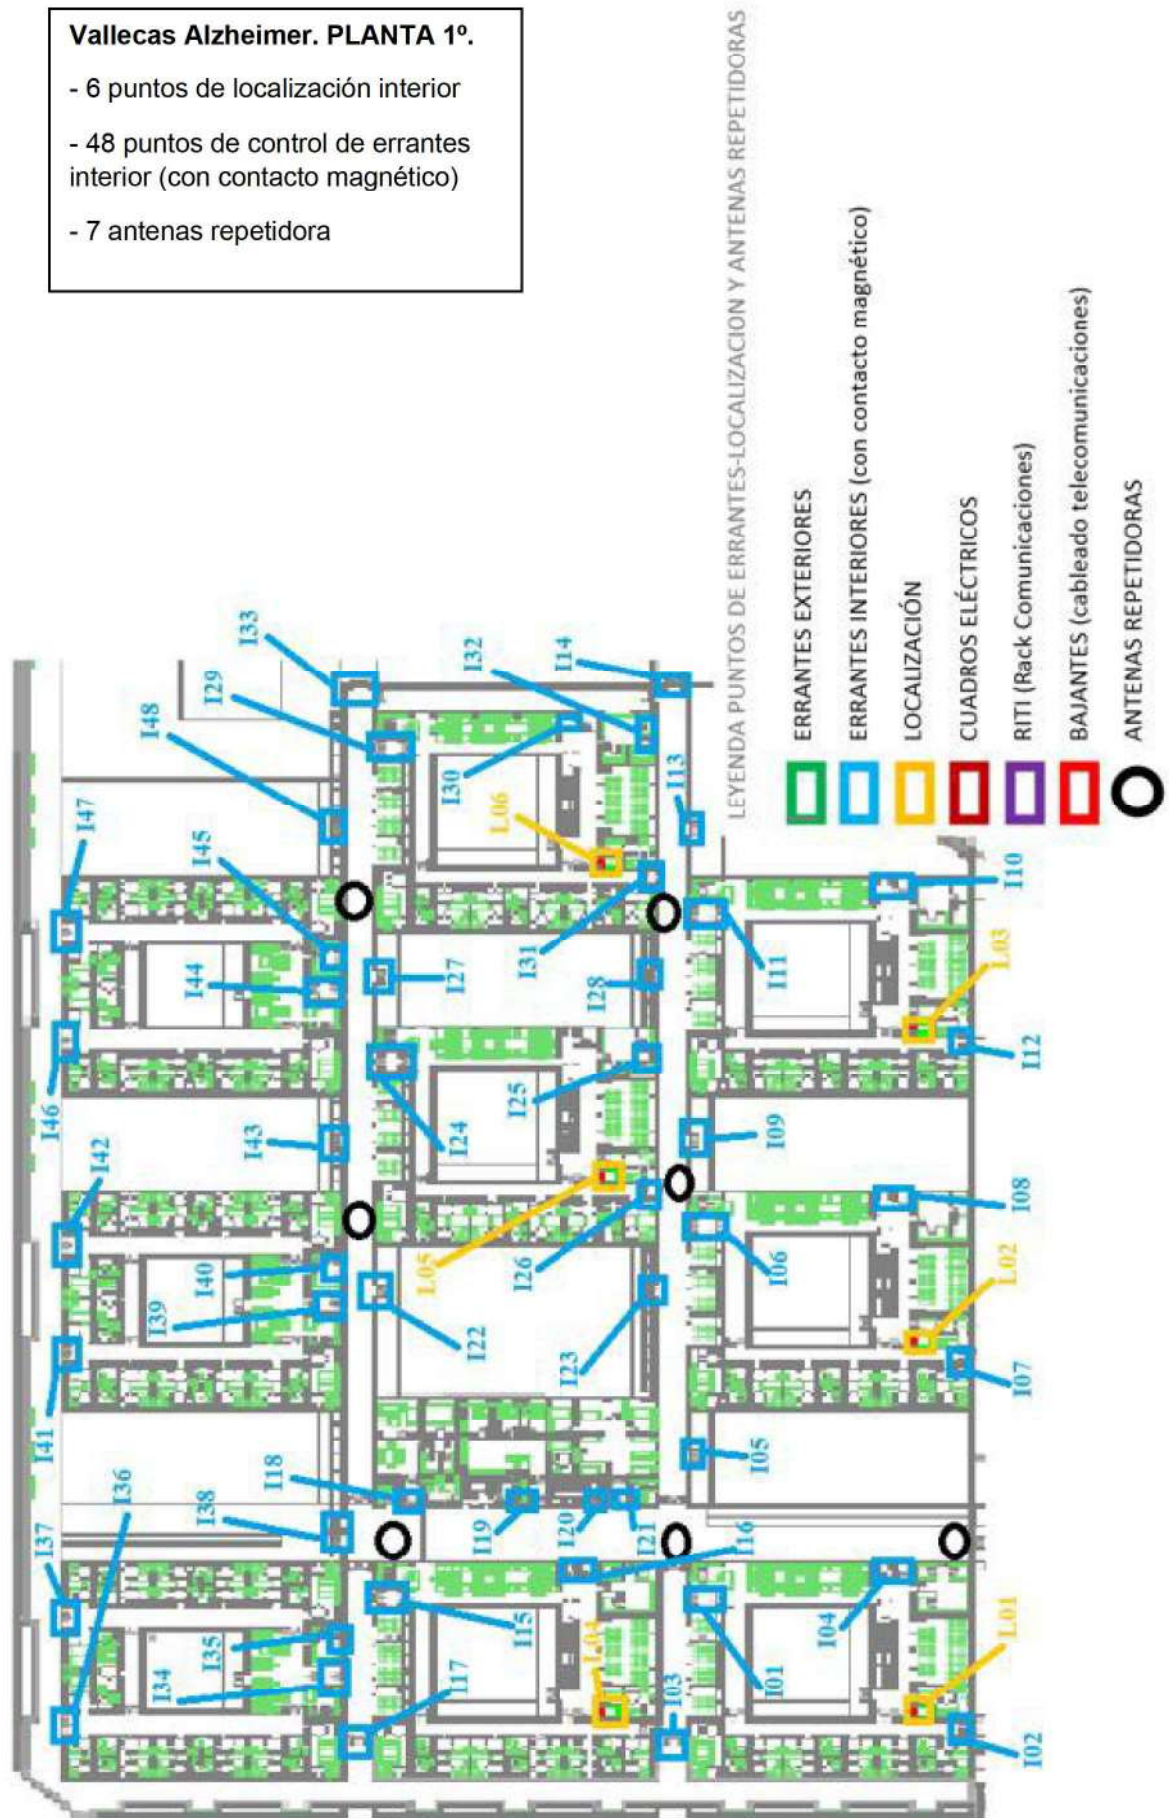 Vallecas Alzheimer. PLANTA 1º.
- 6 puntos de localización interior
- 48 puntos de control de errantes
interior (con contacto magnético)
- 7 antenas repetidora
LEYENDA PUNTOS DE ERRANTES-LOCALIZACION Y ANTENAS REPETIDORAS
ERRANTES EXTERIORES
ERRANTES INTERIORES (con contacto magnético)
LOCALIZACIÓN
CUADROS ELÉCTRICOS
RITI (Rack Comunicaciones)
BAJANTES (cableado telecomunicaciones)
ANTENAS REPETIDORAS
I33
I29
I48
I32
I14
I47
I30
I13
I45
L06
I44
I27
I31
I28
I11
I10
L03
I46
I12
I42
I43
I24
I25
I09
I40
I39
L05
I26
I06
I08
L02
I22
I23
I07
I41
I36
I18
I05
I37
I38
I19
I20
I21
I16
I35
I34
I15
L04
I04
L01
I17
I03
I01
I02